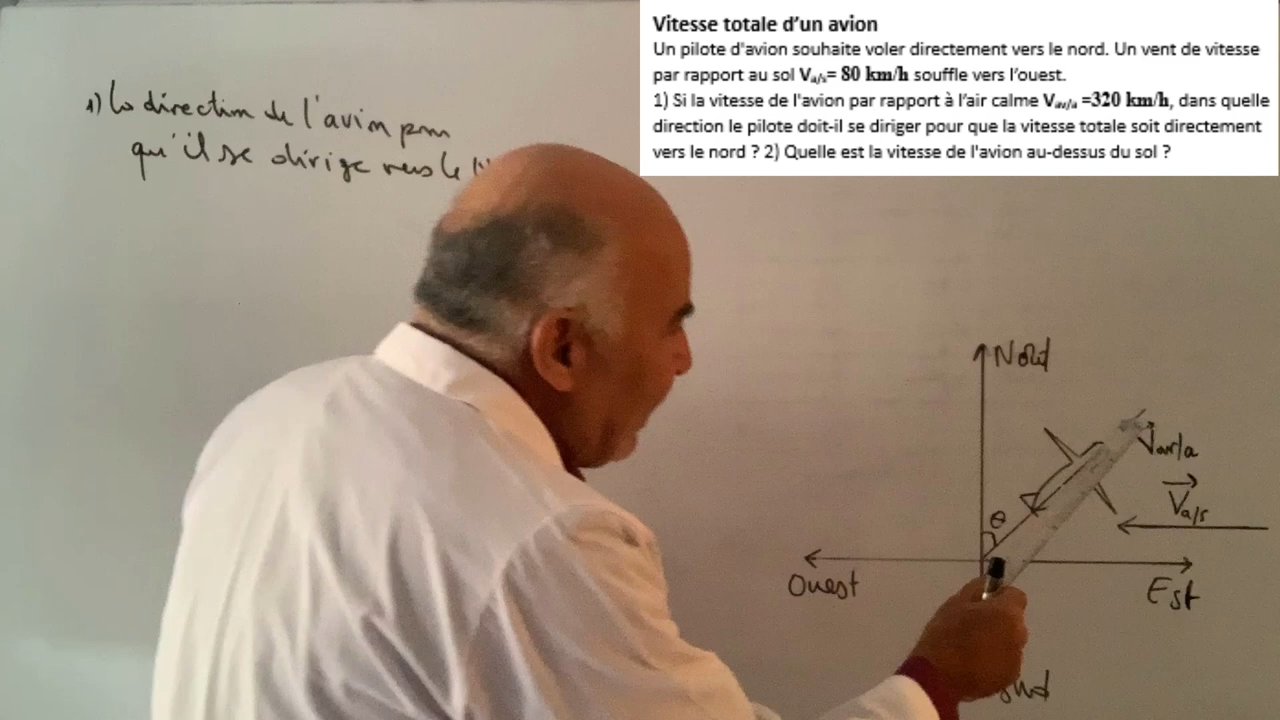 Vitesse totale d’un avion
Un pilote d'avion souhaite voler directement vers le nord. Un vent de vitesse
par rapport au sol Va/s= 80 km/h souffle vers l’ouest.
1) Si la vitesse de l'avion par rapport à l’air calme Vav/a =320 km/h, dans quelle
direction le pilote doit-il se diriger pour que la vitesse totale soit directement
vers le nord ? 2) Quelle est la vitesse de l'avion au-dessus du sol ?
1) La direction de l'avion pour
qu'il se dirige vers le
Nord
Vav/a
Va/s
θ
Ouest
Est